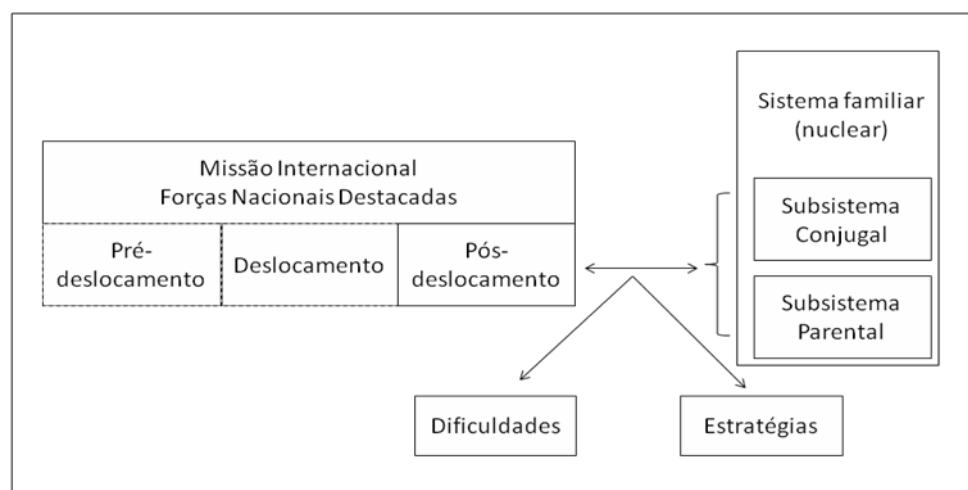 Missão Internacional
Forças Nacionais Destacadas
Pré-
deslocamento
Deslocamento
Pós-
deslocamento
Sistema familiar
(nuclear)
Subsistema
Conjugal
Subsistema
Parental
Dificuldades
Estratégias